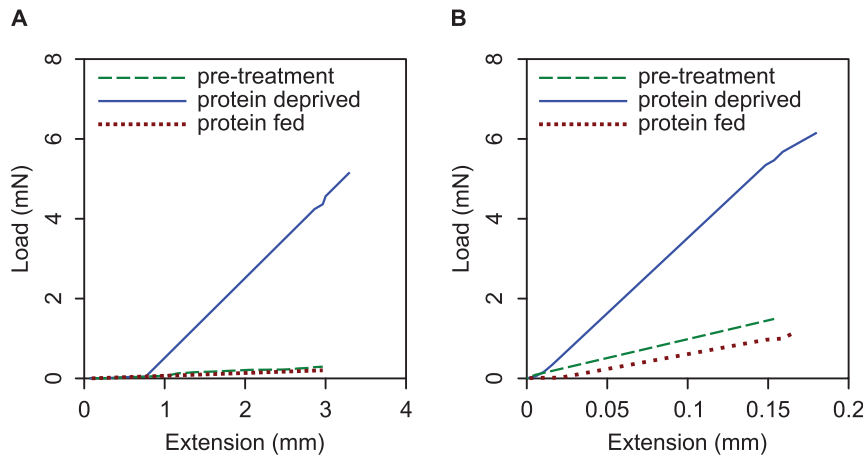 A
Load (mN)
8
6
4
2
0
pre-treatment
protein deprived
protein fed
0
1
2
3
4
Extension (mm)
B
Load (mN)
8
6
4
2
0
pre-treatment
protein deprived
protein fed
0
0.05
0.1
0.15
0.2
Extension (mm)